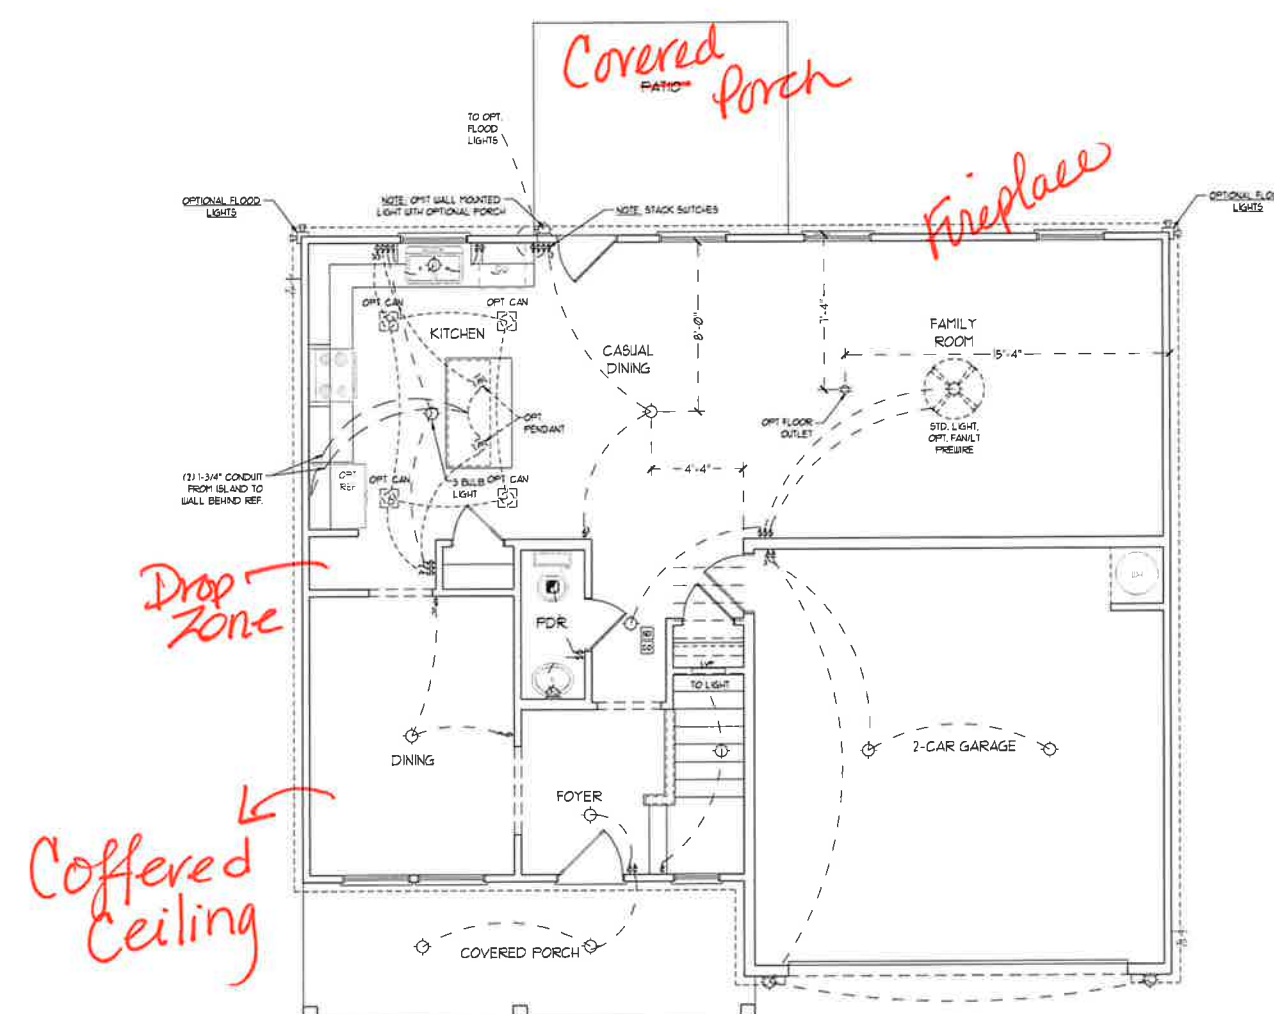 Covered
PATIO
Porch
TO OPT.
FLOOD
LIGHTS
Fireplace
OPTIONAL FLOOD
LIGHTS
NOTE: OMIT WALL MOUNTED
LIGHT WITH OPTIONAL PORCH
NOTE: STACK SWITCHES
OPTIONAL FLO
LIGHTS
OPT CAN
OPT CAN
KITCHEN
8'-0"
7'-4"
FAMILY
ROOM
CASUAL
DINING
15'-4"
OPT
PENDANT
OPT FLOOR
OUTLET
STD. LIGHT,
OPT. FAN/LT
PREWIRE
(2) 1-3/4" CONDUIT
FROM ISLAND TO
WALL BEHIND REF.
OPT
REF
OPT CAN
3 BULB
LIGHT
OPT CAN
4'-4"
Drop
Zone
PDR
TO LIGHT
DINING
2-CAR GARAGE
FOYER
Coffered
Ceiling
COVERED PORCH